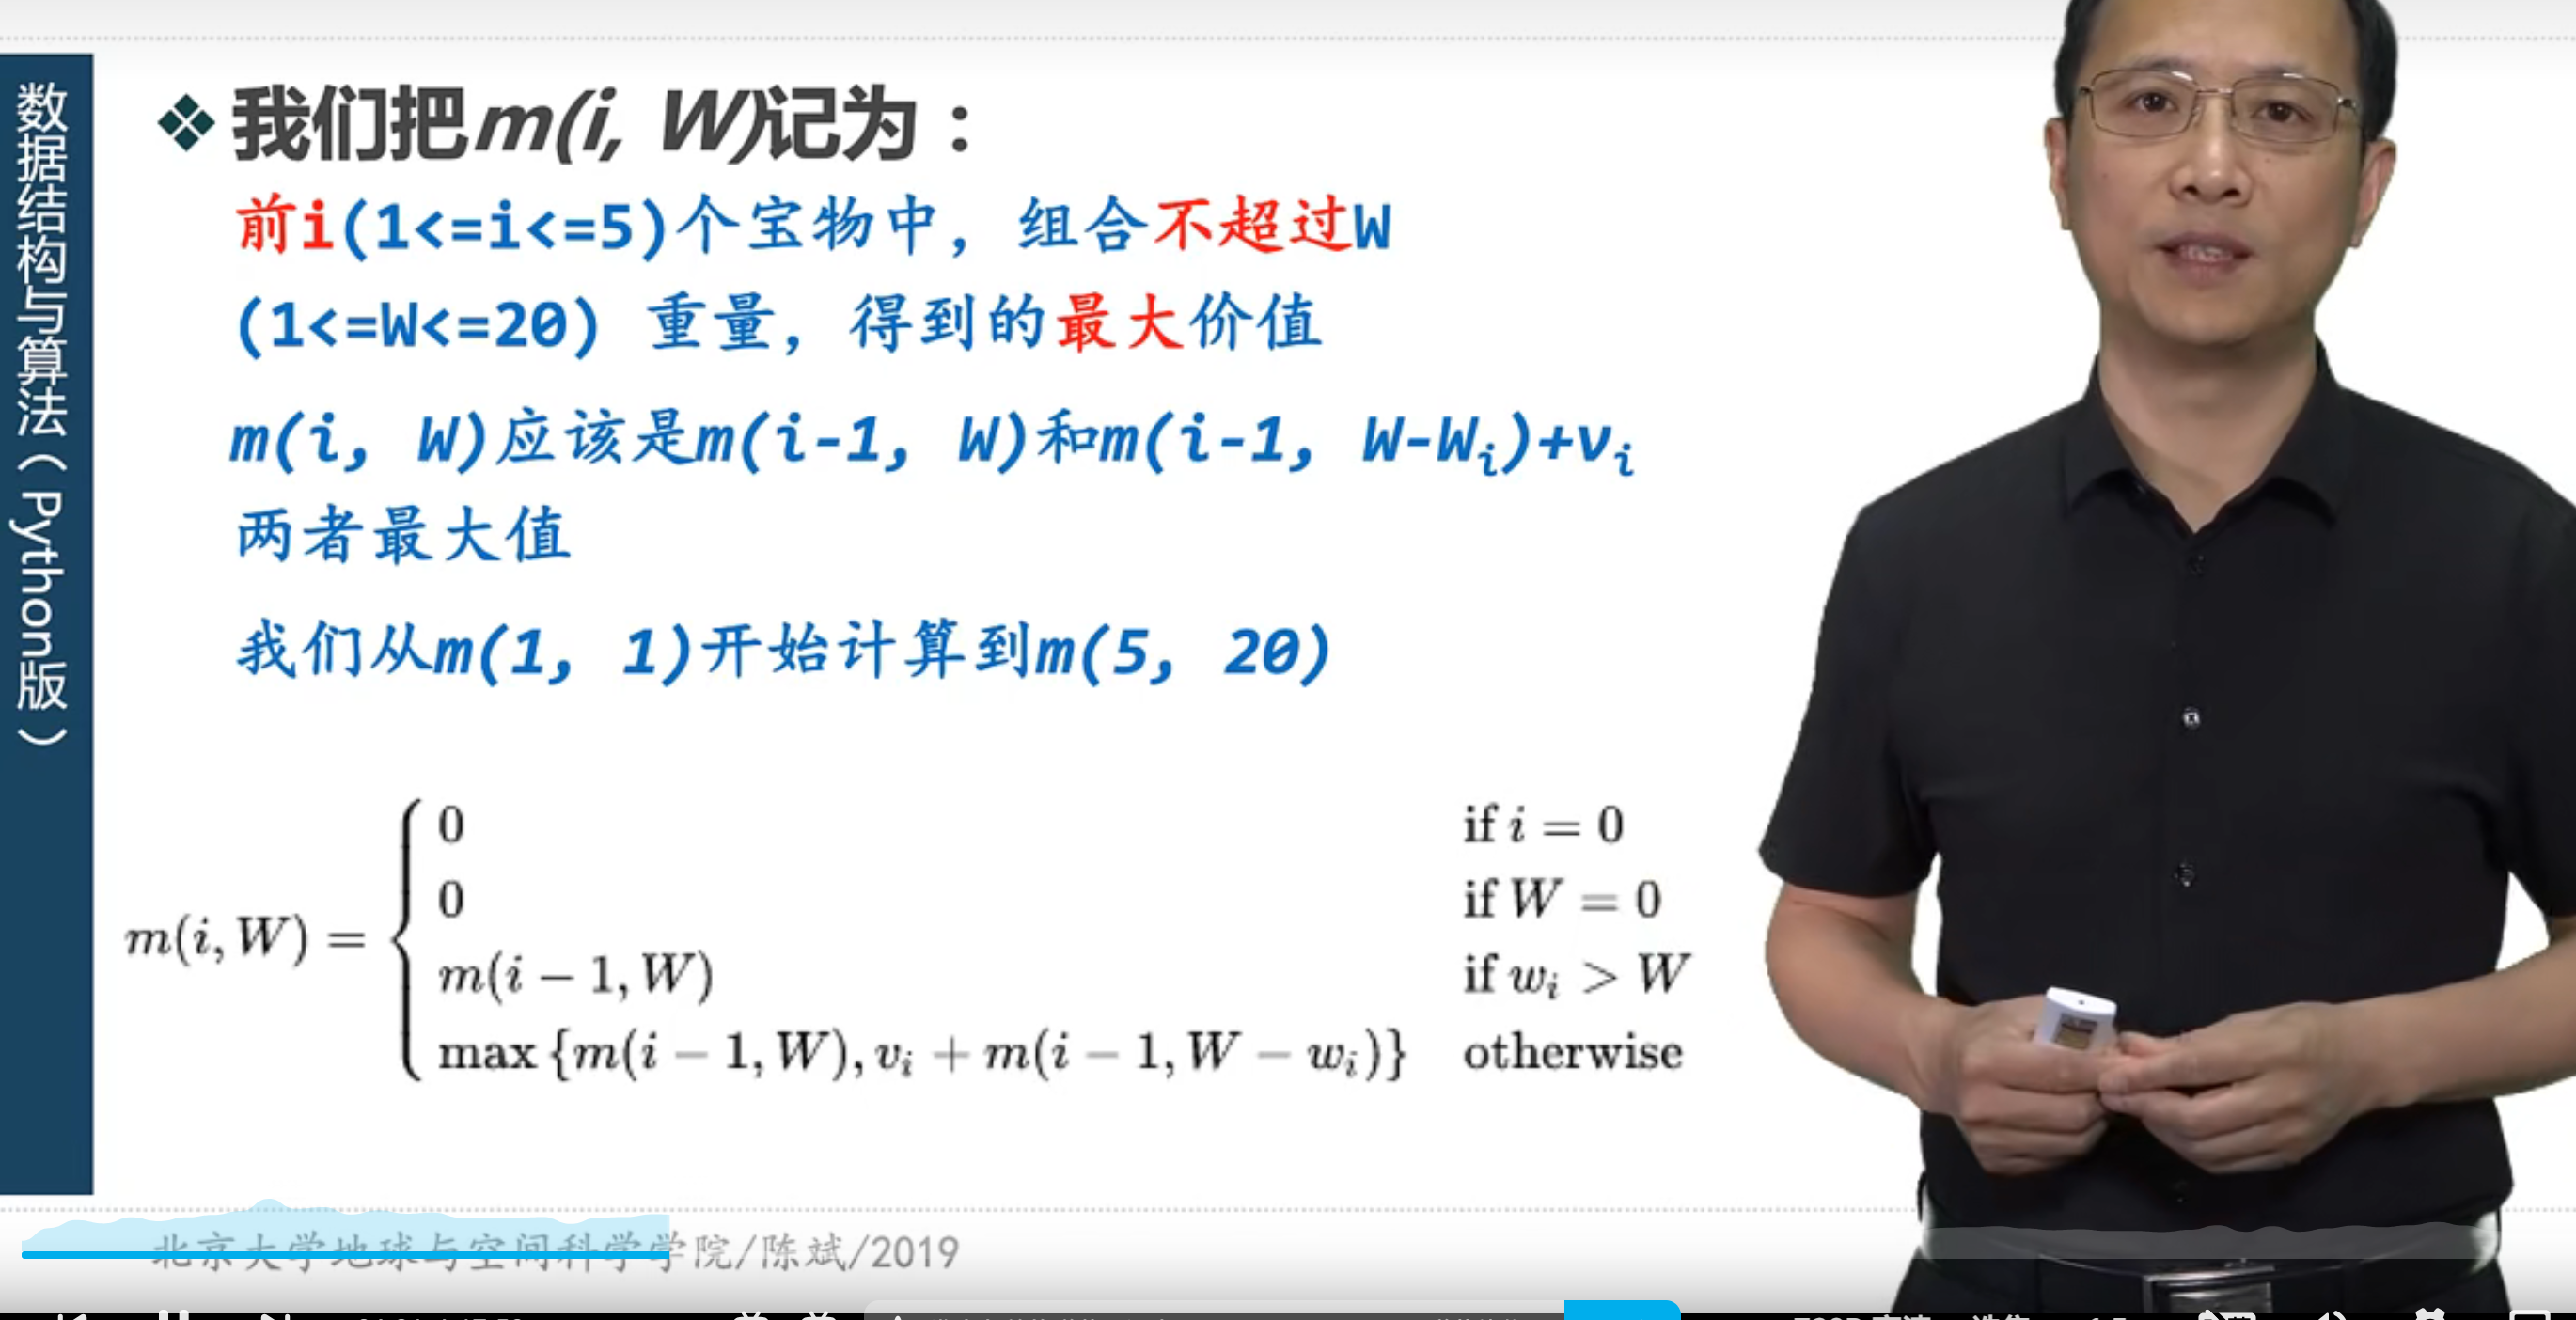 数据结构与算法（Python版）
❖我们把m(i, W)记为：
前i(1<=i<=5)个宝物中，组合不超过W
(1<=W<=20) 重量，得到的最大价值
m(i, W)应该是m(i-1, W)和m(i-1, W-Wᵢ)+vᵢ
两者最大值
我们从m(1, 1)开始计算到m(5, 20)
0 if i = 0
0 if W = 0
m(i, W) =
m(i − 1, W) if wᵢ > W
max {m(i − 1, W), vᵢ + m(i − 1, W − wᵢ)} otherwise
北京大学地球与空间科学学院/陈斌/2019